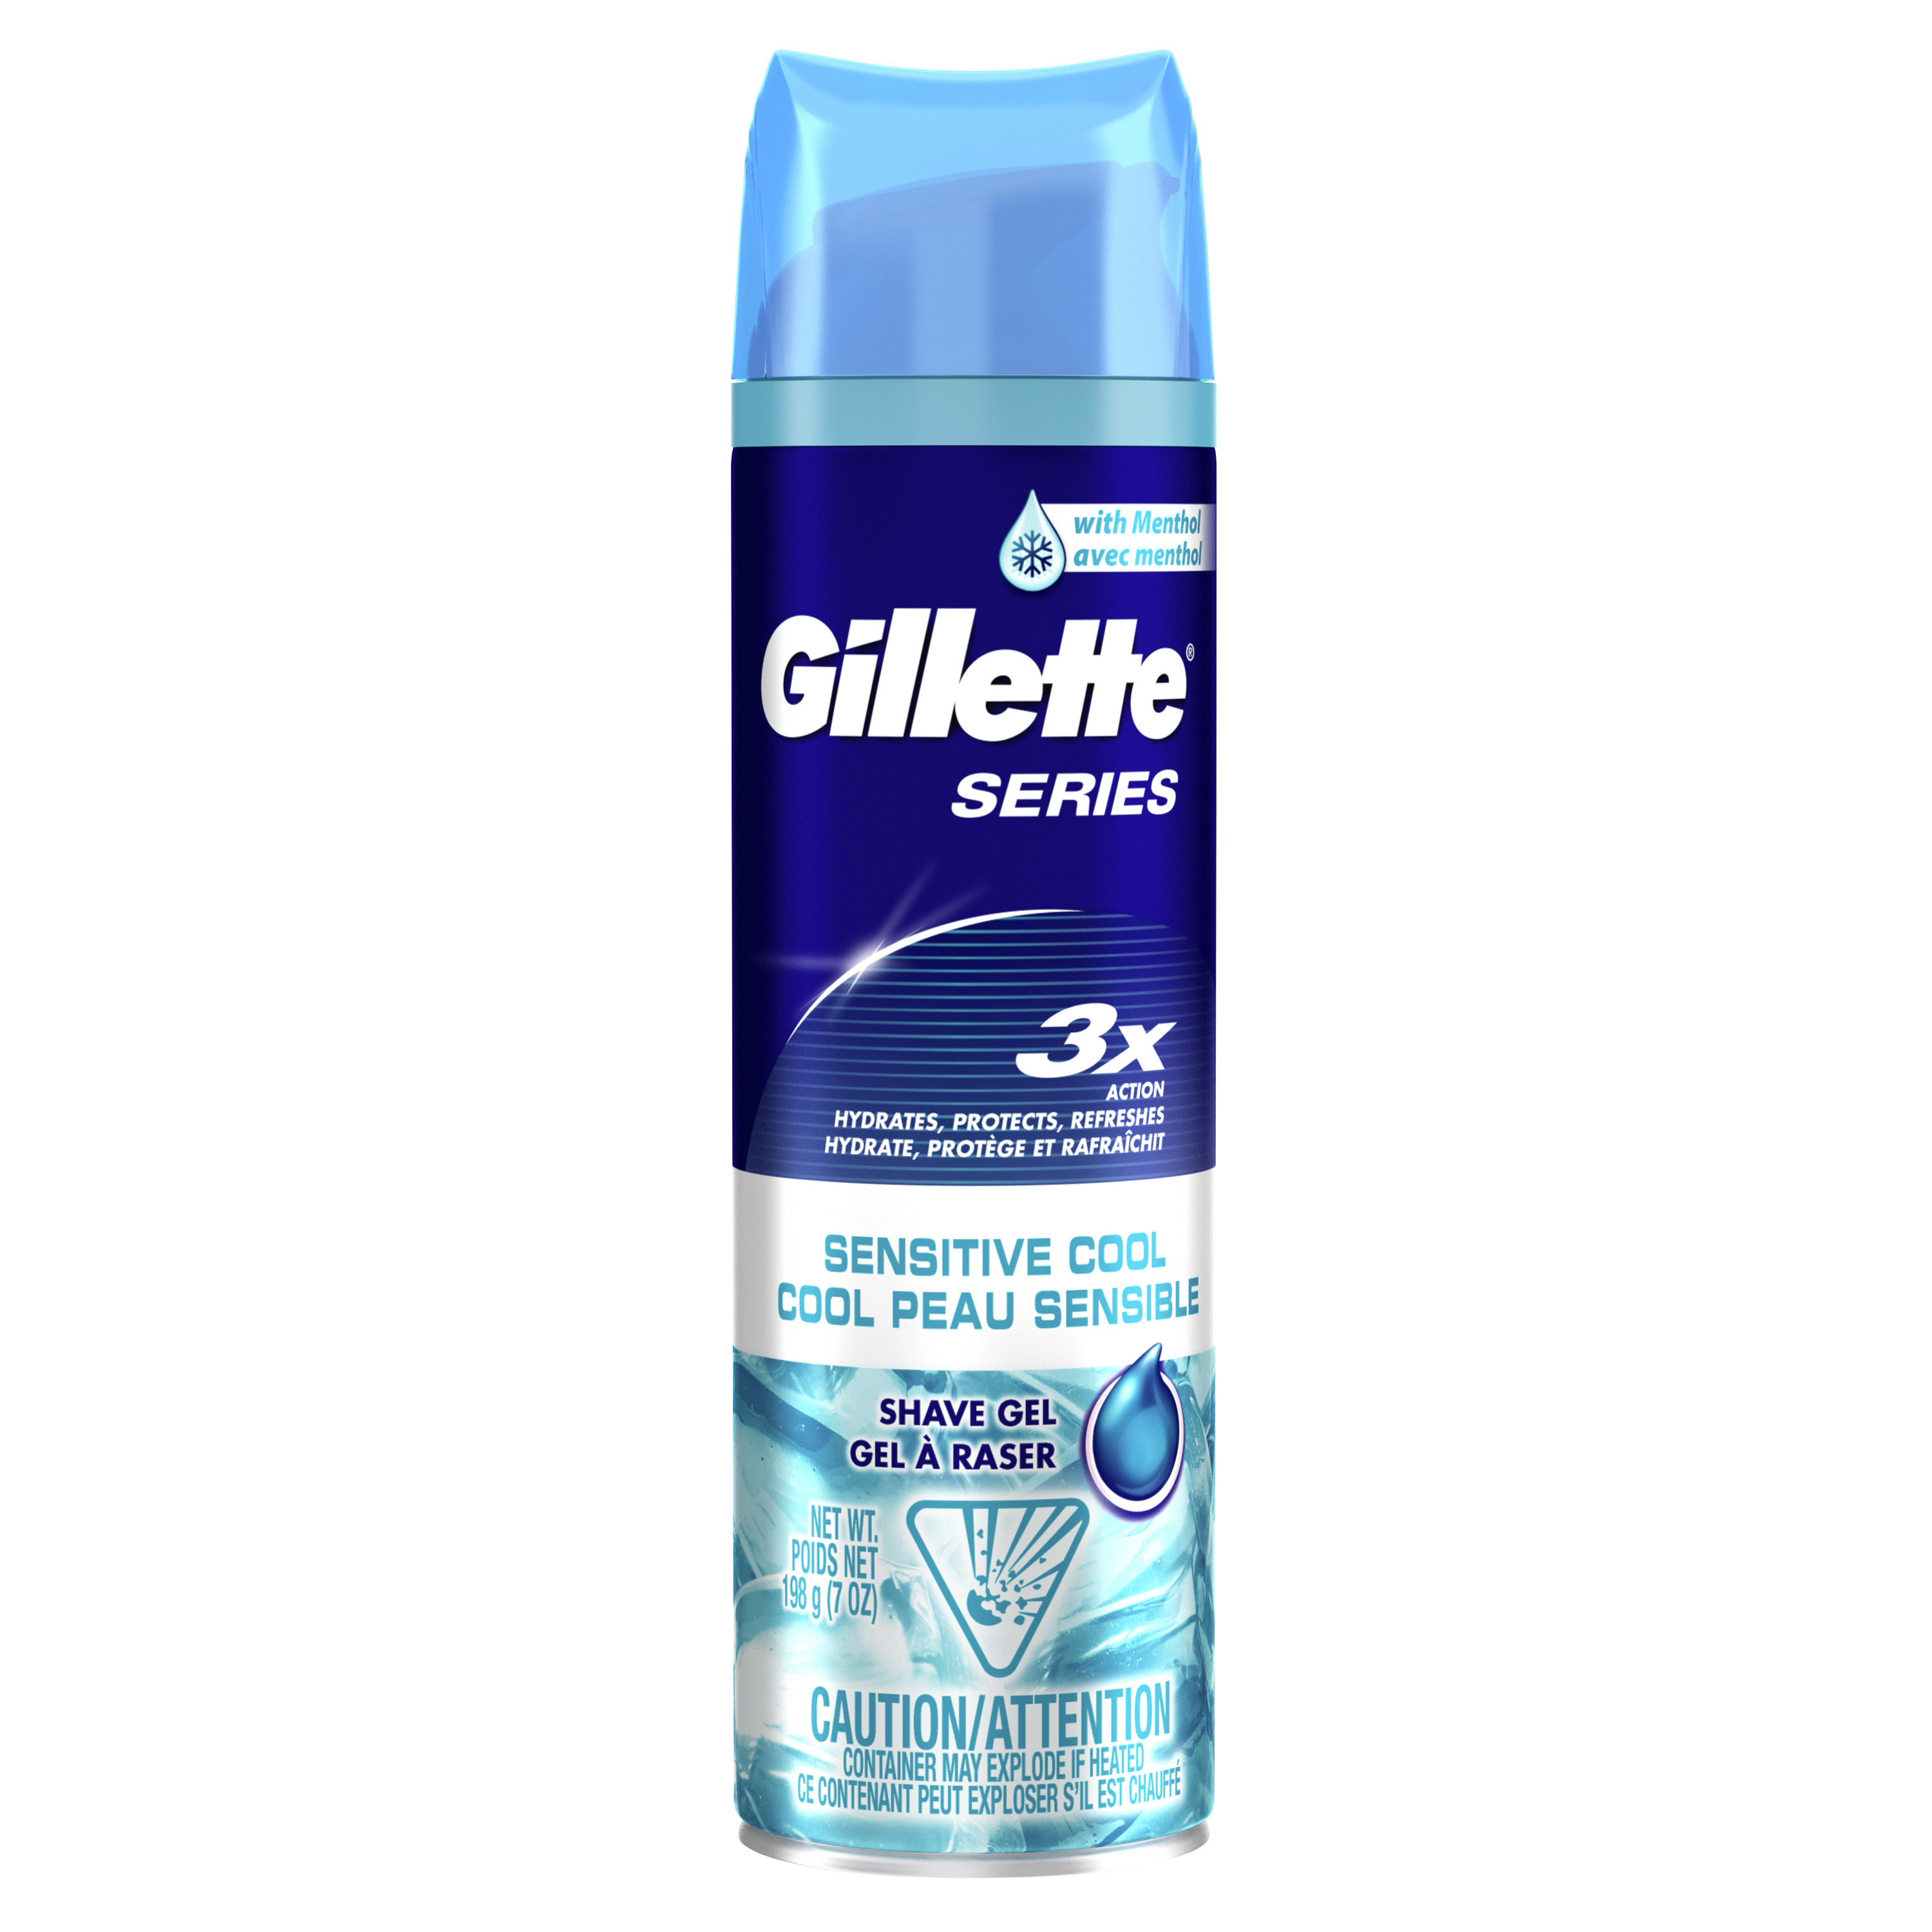 with Menthol
avec menthol
Gillette®
SERIES
3x
ACTION
HYDRATES, PROTECTS, REFRESHES
HYDRATE, PROTÈGE ET RAFRAÎCHIT
SENSITIVE COOL
COOL PEAU SENSIBLE
SHAVE GEL
GEL À RASER
NET WT.
POIDS NET
198 g (7 OZ)
CAUTION/ATTENTION
CONTAINER MAY EXPLODE IF HEATED
CE CONTENANT PEUT EXPLOSER S'IL EST CHAUFFÉ